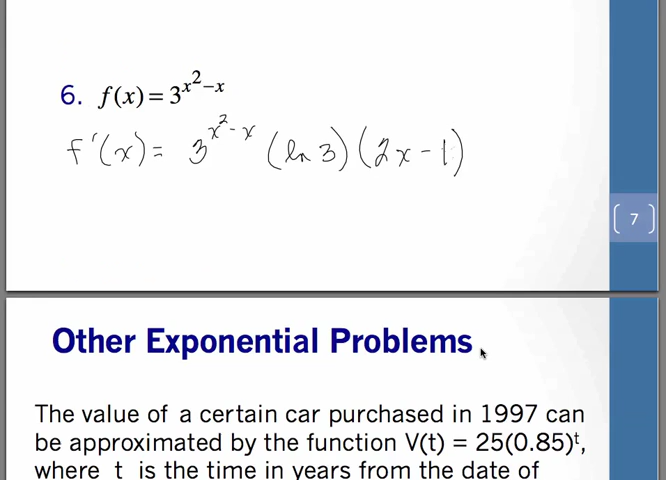 6. f(x) = 3^{x^2-x}
f'(x) = 3^{x^2-x} (ln 3) (2x - 1)
[ 7 ]
Other Exponential Problems
The value of a certain car purchased in 1997 can
be approximated by the function V(t) = 25(0.85)^t,
where t is the time in years from the date of